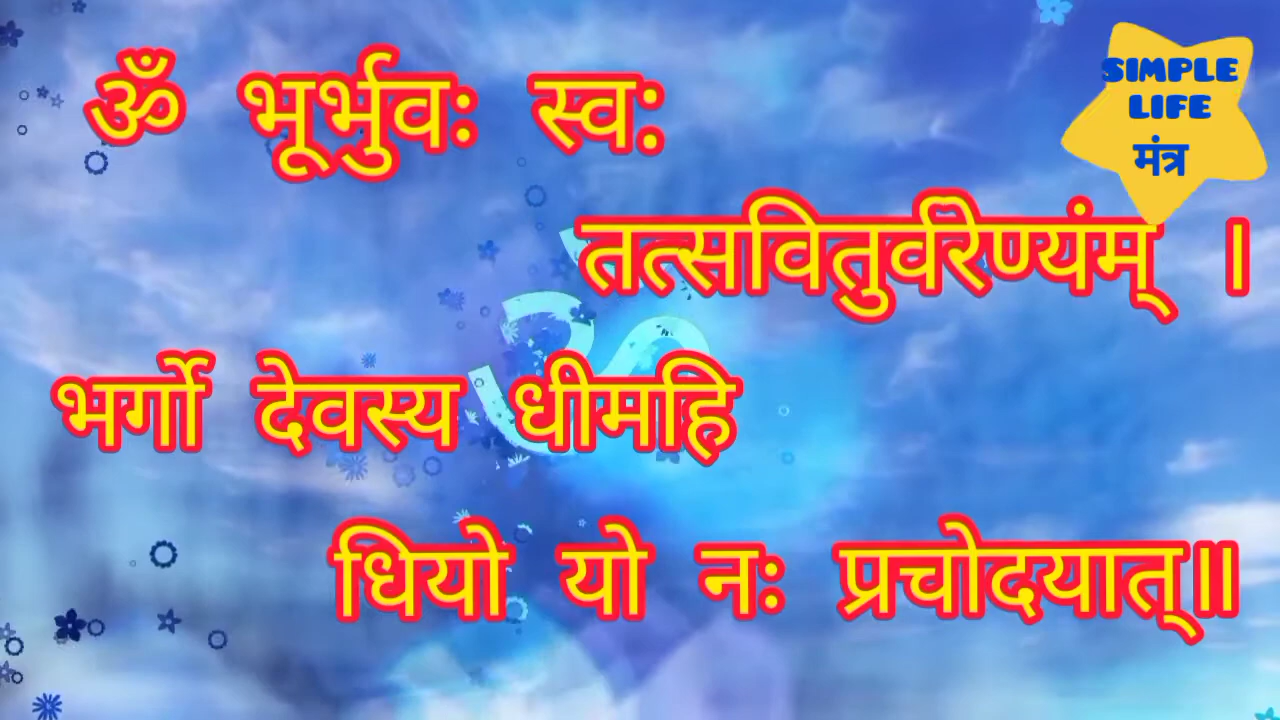 ॐ भूर्भुवः स्वः
SIMPLE
LIFE
मंत्र
तत्सवितुर्वरेण्यंम् ।
भर्गो देवस्य धीमहि
धियो यो नः प्रचोदयात्॥